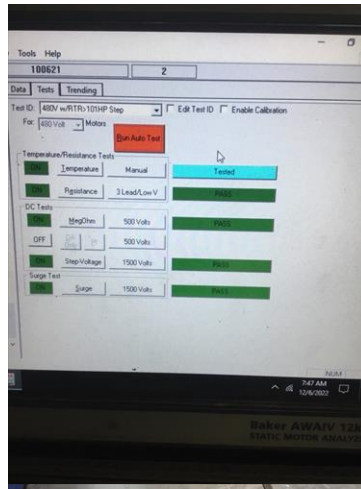 Tools Help
100621 2
Data Tests Trending
Test ID: 480V w/RTR>101HP Step Edit Test ID Enable Calibration
For: 480 Volt Motors
Run Auto Test
Temperature/Resistance Tests
ON Temperature Manual Tested
ON Resistance 3 Lead/Low V PASS
DC Tests
ON MegOhm 500 Volts PASS
OFF 500 Volts
ON Step-Voltage 1500 Volts PASS
Surge Test
ON Surge 1500 Volts PASS
NUM
7:47 AM
12/6/2022
Baker AWAIV 12k
STATIC MOTOR ANALYZ